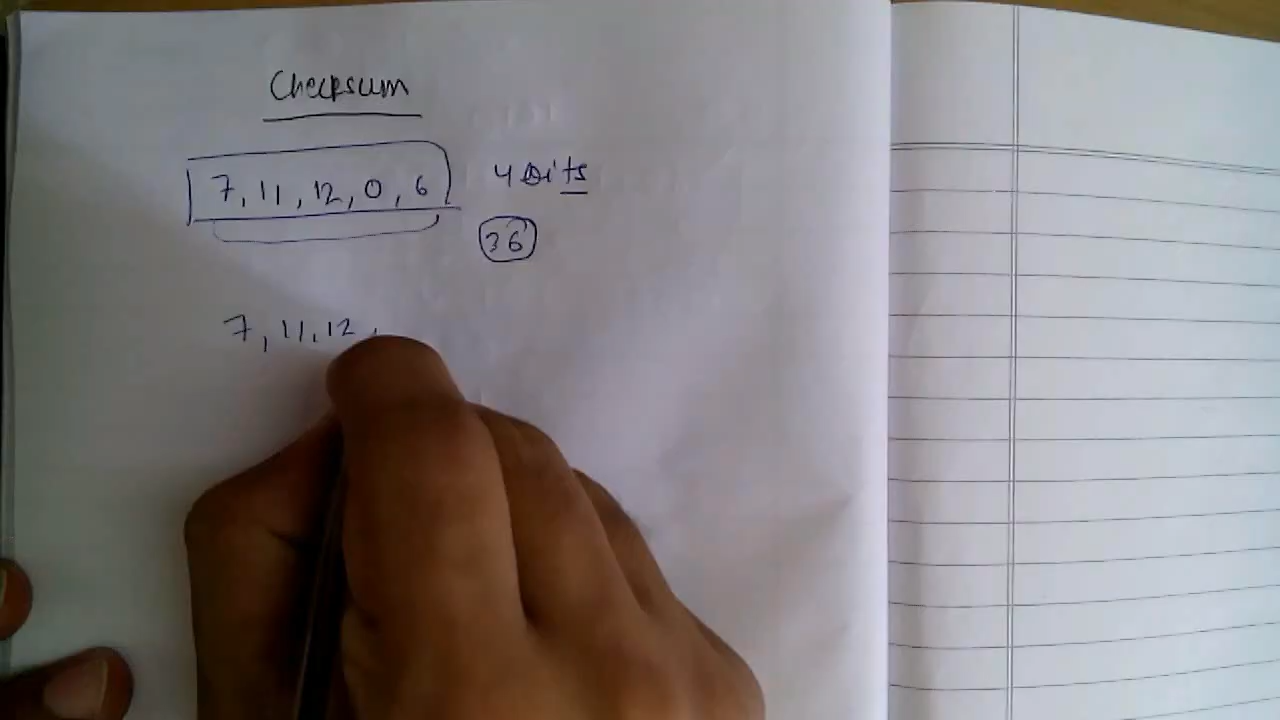 Checksum
7, 11, 12, 0, 6 4 Bits
36
7, 11, 12,